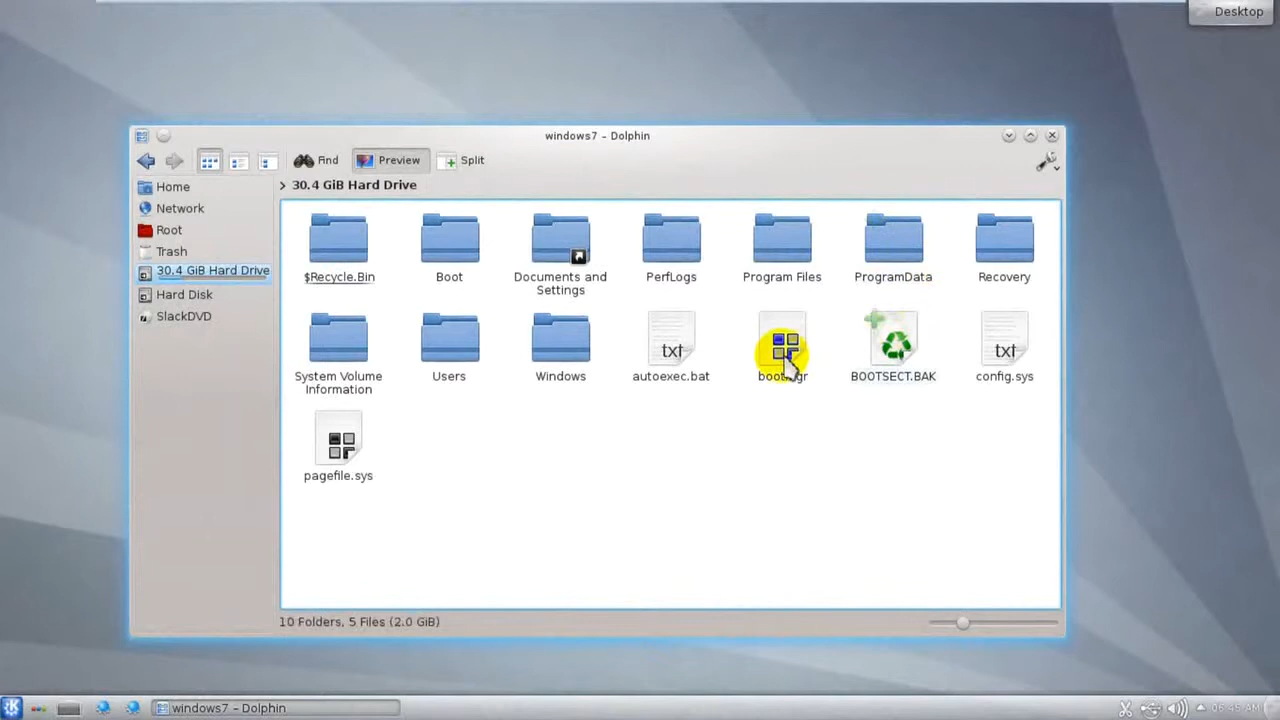 Desktop
windows7 – Dolphin
Find
Preview
Split
Home
Network
Root
Trash
30.4 GiB Hard Drive
Hard Disk
SlackDVD
> 30.4 GiB Hard Drive
$Recycle.Bin
Boot
Documents and
Settings
PerfLogs
Program Files
ProgramData
Recovery
System Volume
Information
Users
Windows
txt
autoexec.bat
BOOTSECT.BAK
txt
config.sys
pagefile.sys
10 Folders, 5 Files (2.0 GiB)
windows7 – Dolphin
06:45 AM